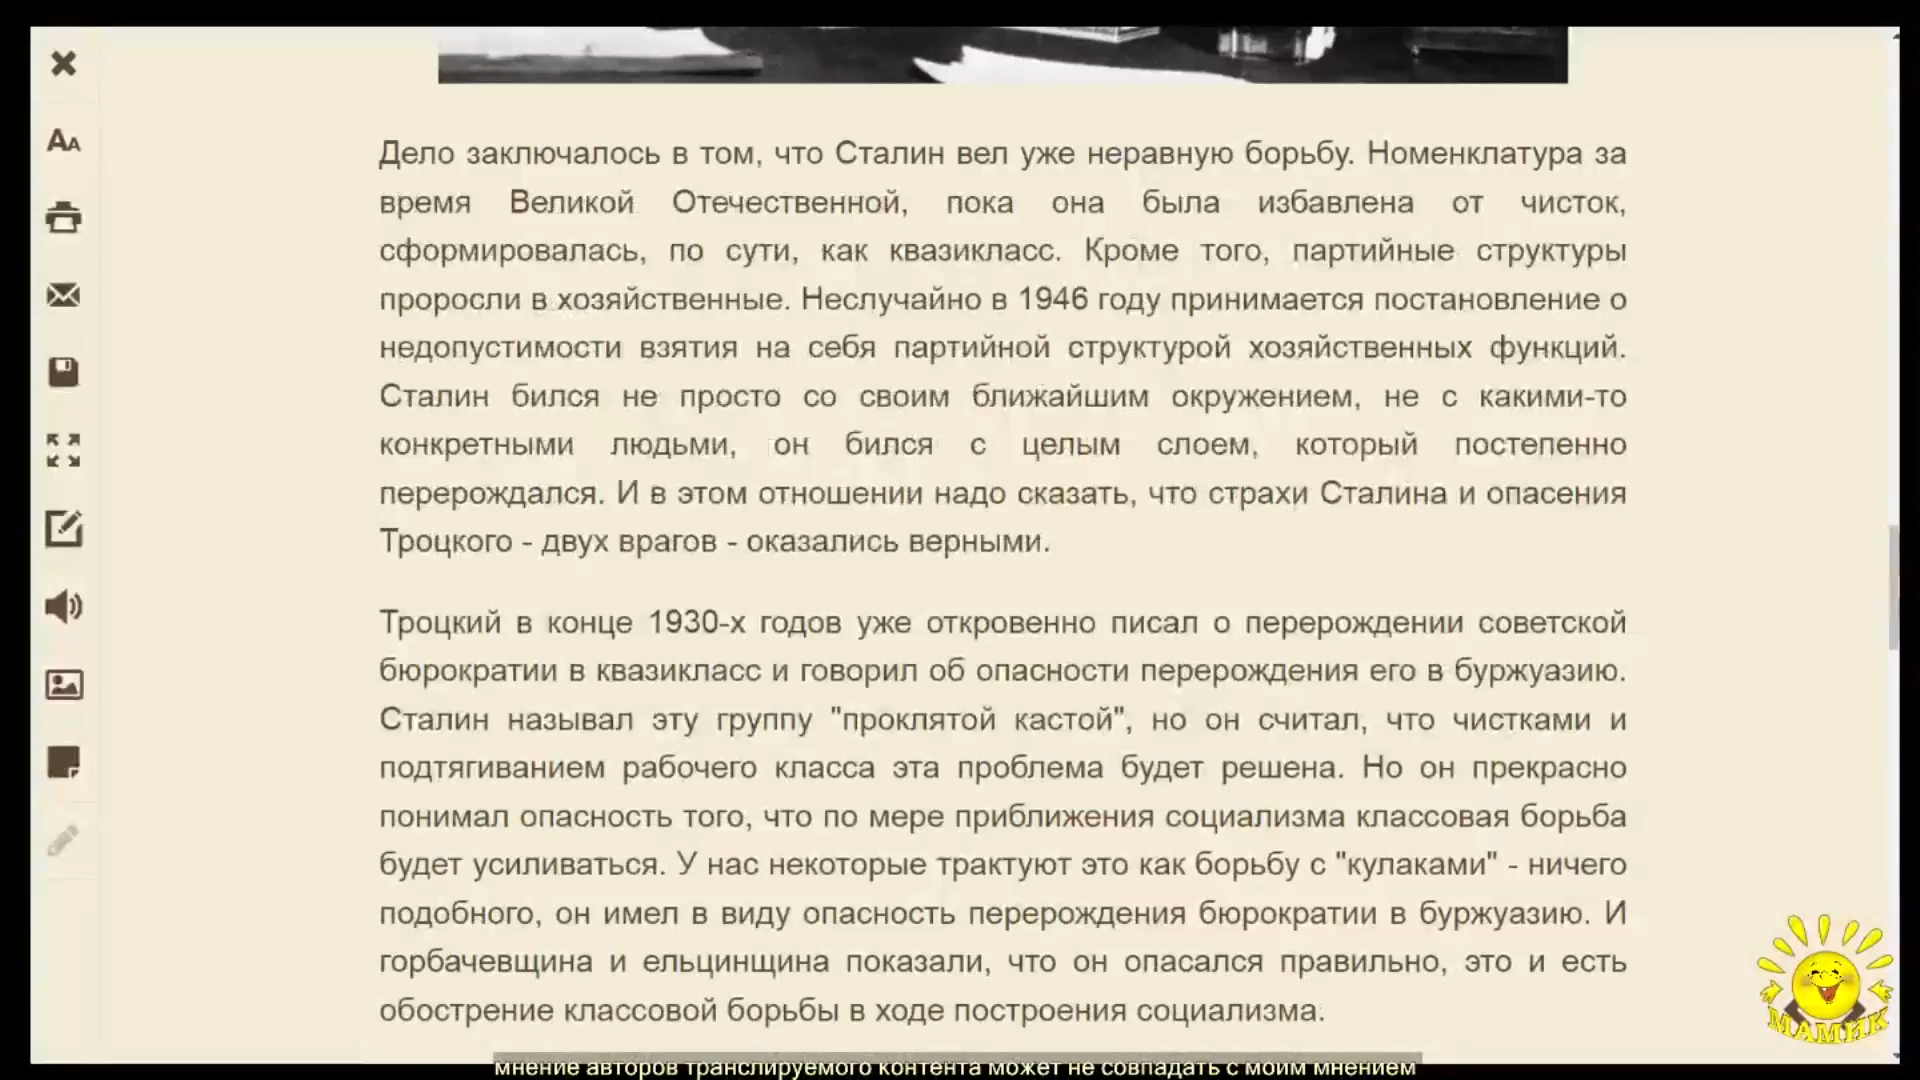 Дело заключалось в том, что Сталин вел уже неравную борьбу. Номенклатура за
время Великой Отечественной, пока она была избавлена от чисток,
сформировалась, по сути, как квазикласс. Кроме того, партийные структуры
проросли в хозяйственные. Неслучайно в 1946 году принимается постановление о
недопустимости взятия на себя партийной структурой хозяйственных функций.
Сталин бился не просто со своим ближайшим окружением, не с какими-то
конкретными людьми, он бился с целым слоем, который постепенно
перерождался. И в этом отношении надо сказать, что страхи Сталина и опасения
Троцкого - двух врагов - оказались верными.
Троцкий в конце 1930-х годов уже откровенно писал о перерождении советской
бюрократии в квазикласс и говорил об опасности перерождения его в буржуазию.
Сталин называл эту группу "проклятой кастой", но он считал, что чистками и
подтягиванием рабочего класса эта проблема будет решена. Но он прекрасно
понимал опасность того, что по мере приближения социализма классовая борьба
будет усиливаться. У нас некоторые трактуют это как борьбу с "кулаками" - ничего
подобного, он имел в виду опасность перерождения бюрократии в буржуазию. И
горбачевщина и ельцинщина показали, что он опасался правильно, это и есть
обострение классовой борьбы в ходе построения социализма.
МАМИК
мнение авторов транслируемого контента может не совпадать с моим мнением
AA